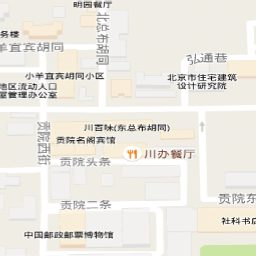 明园餐厅
北总布胡同
务楼
羊宜宾胡同
弘通巷
小羊宜宾胡同小区
地区流动人口
管理办公室
北京市住宅建筑
设计研究院
贡院西街
川百味(东总布胡同)
贡院名阁宾馆
贡院头条
川办餐厅
贡院二条
贡院东
社科书店
中国邮政邮票博物馆